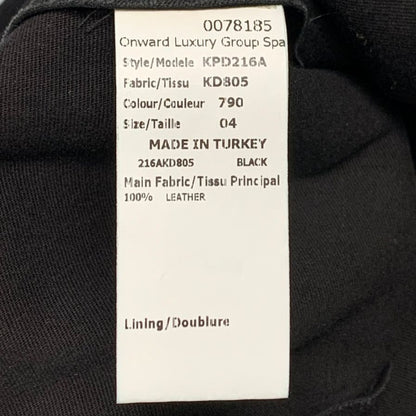 0078185
Onward Luxury Group Spa
Style/Modele KPD216A
Fabric/Tissu KD805
Colour/Couleur 790
Size/Taille 04
MADE IN TURKEY
216AKD805 BLACK
Main Fabric/Tissu Principal
100% LEATHER
Lining/Doublure